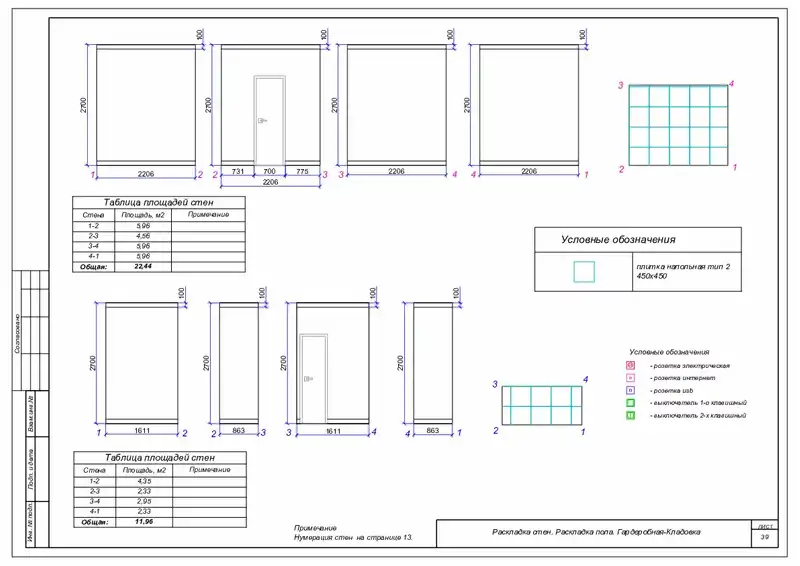 100 100 100 100
2700 2700 2700 2700
731 700 775
1 2206 2 2 2206 3 3 2206 4 4 2206 1
3 4
2 1
Таблица площадей стен
Стена Площадь, м2 Примечание
1-2 5,96
2-3 4,56
3-4 5,96
4-1 5,96
Общая: 22,44
Условные обозначения
плитка напольная тип 2
450х450
100 100 100 100
2700 2700 2700 2700
1 1611 2 2 863 3 3 1611 4 4 863 1
3 4
2 1
Условные обозначения
- розетка электрическая
- розетка интернет
- розетка usb
- выключатель 1-о клавишный
- выключатель 2-х клавишный
Таблица площадей стен
Стена Площадь, м2 Примечание
1-2 4,35
2-3 2,33
3-4 2,95
4-1 2,33
Общая: 11,96
Согласовано
Взам.инв №
Подп. и дата
Инв. № подл.
Примечание
Нумерация стен на странице 13.
Раскладка стен. Раскладка пола. Гардеробная-Кладовка
лист
39